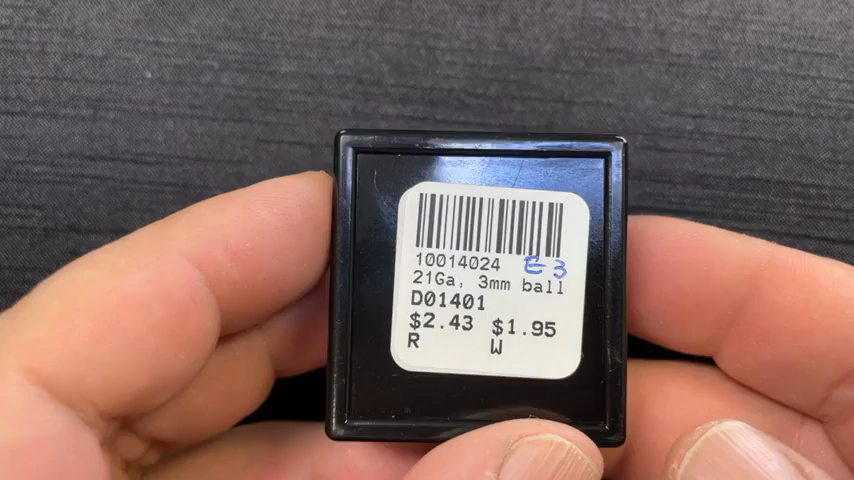 10014024 E3
21Ga, 3mm ball
D01401
$2.43 $1.95
R W